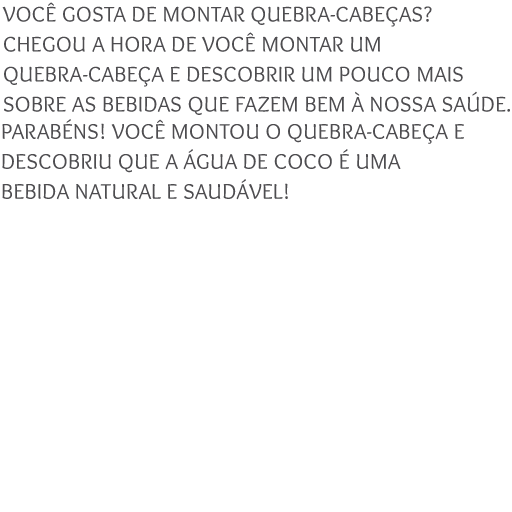 VOCÊ GOSTA DE MONTAR QUEBRA-CABEÇAS?
CHEGOU A HORA DE VOCÊ MONTAR UM
QUEBRA-CABEÇA E DESCOBRIR UM POUCO MAIS
SOBRE AS BEBIDAS QUE FAZEM BEM À NOSSA SAÚDE.
PARABÉNS! VOCÊ MONTOU O QUEBRA-CABEÇA E
DESCOBRIU QUE A ÁGUA DE COCO É UMA
BEBIDA NATURAL E SAUDÁVEL!